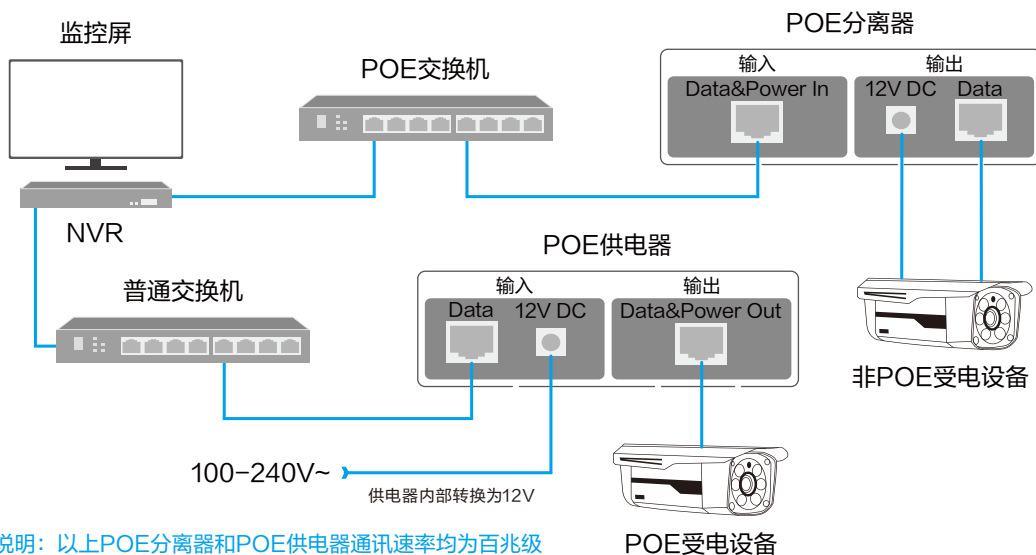 监控屏
POE分离器
POE交换机
输入
输出
Data&Power In
12V DC
Data
NVR
POE供电器
普通交换机
输入
输出
Data
12V DC
Data&Power Out
非POE受电设备
100-240V~
供电器内部转换为12V
说明：以上POE分离器和POE供电器通讯速率均为百兆级
POE受电设备